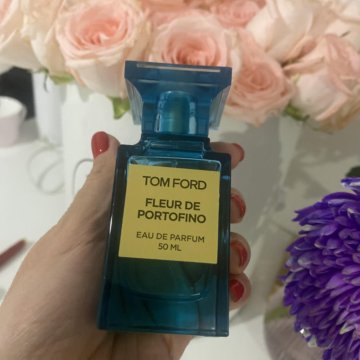 TOM FORD
FLEUR DE
PORTOFINO
EAU DE PARFUM
50 ML